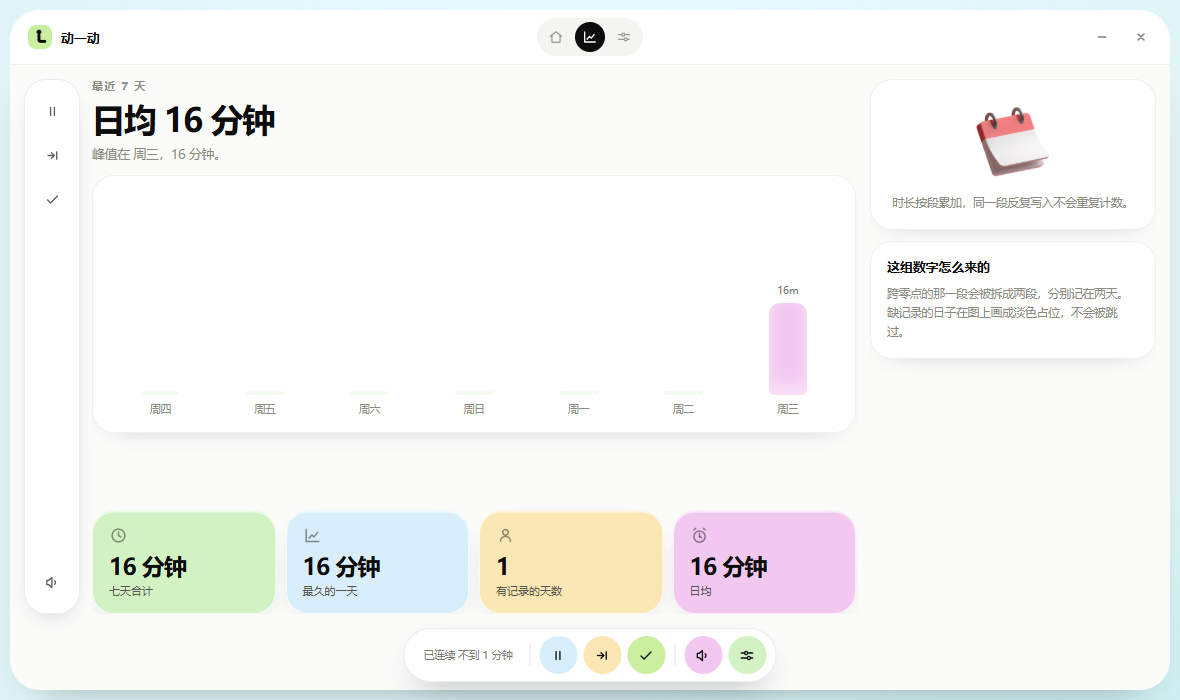 动一动
最近 7 天
日均 16 分钟
峰值在 周三，16 分钟。
16m
周四
周五
周六
周日
周一
周二
周三
16 分钟
七天合计
16 分钟
最久的一天
1
有记录的天数
16 分钟
日均
时长按段累加，同一段反复写入不会重复计数。
这组数字怎么来的
跨零点的那一段会被拆成两段，分别记在两天。
缺记录的日子在图上画成淡色占位，不会被跳
过。
已连续 不到 1 分钟